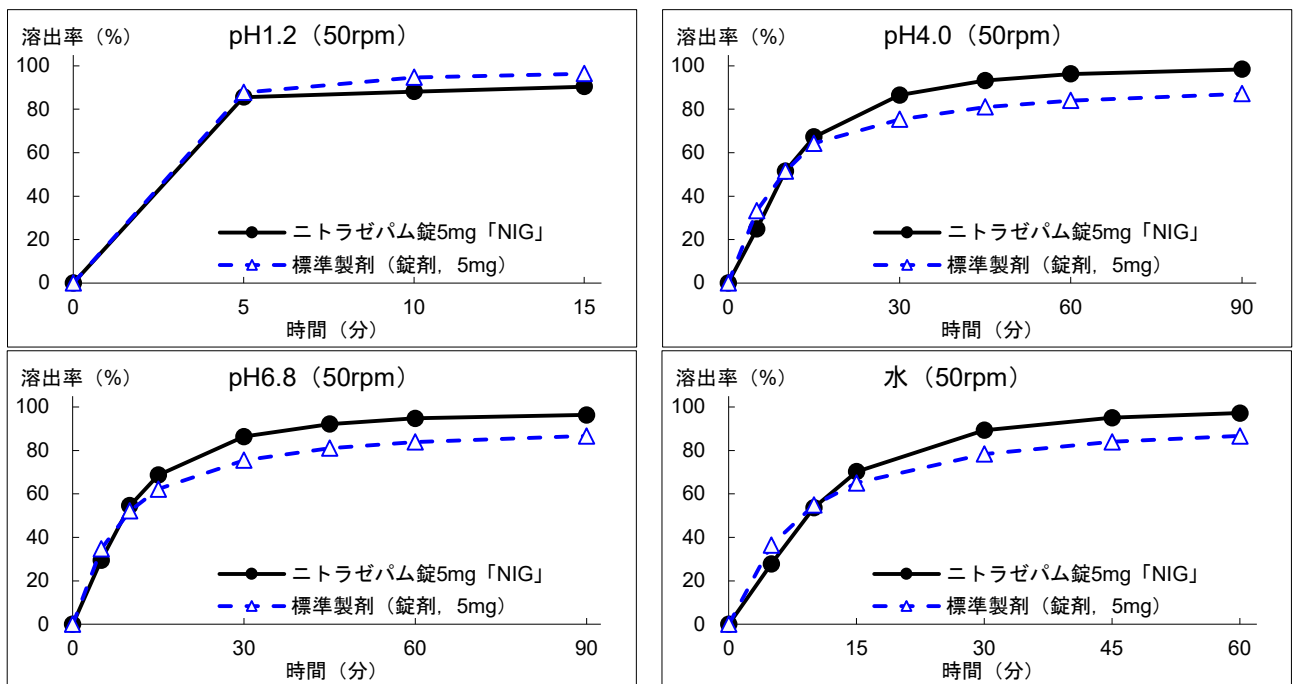 溶出率（%）
pH1.2（50rpm）
100
80
60
40
20
0
ニトラゼパム錠5mg「NIG」
標準製剤（錠剤，5mg）
0 5 10 15
時間（分）
溶出率（%）
pH4.0（50rpm）
100
80
60
40
20
0
ニトラゼパム錠5mg「NIG」
標準製剤（錠剤，5mg）
0 30 60 90
時間（分）
溶出率（%）
pH6.8（50rpm）
100
80
60
40
20
0
ニトラゼパム錠5mg「NIG」
標準製剤（錠剤，5mg）
0 30 60 90
時間（分）
溶出率（%）
水（50rpm）
100
80
60
40
20
0
ニトラゼパム錠5mg「NIG」
標準製剤（錠剤，5mg）
0 15 30 45 60
時間（分）